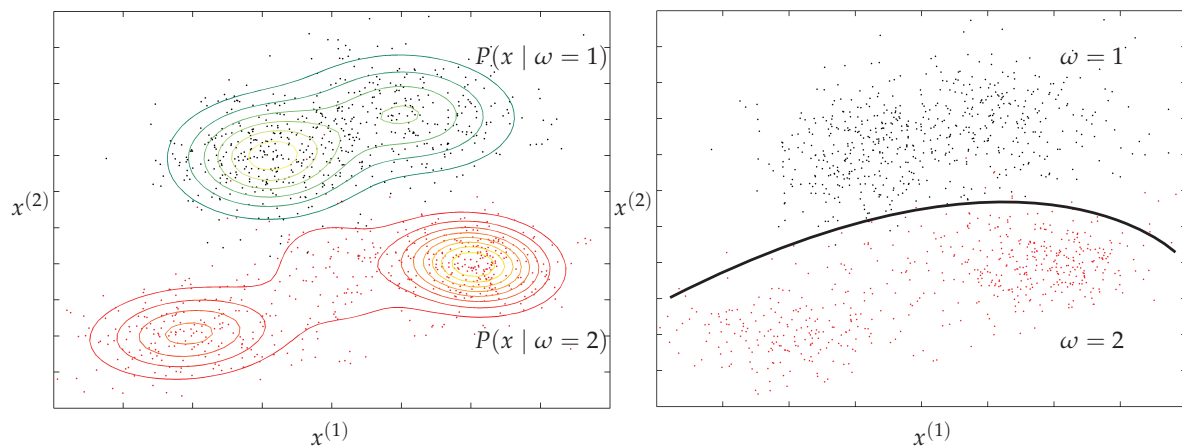 P(x | ω = 1)
x⁽²⁾
P(x | ω = 2)
x⁽¹⁾
ω = 1
x⁽²⁾
ω = 2
x⁽¹⁾